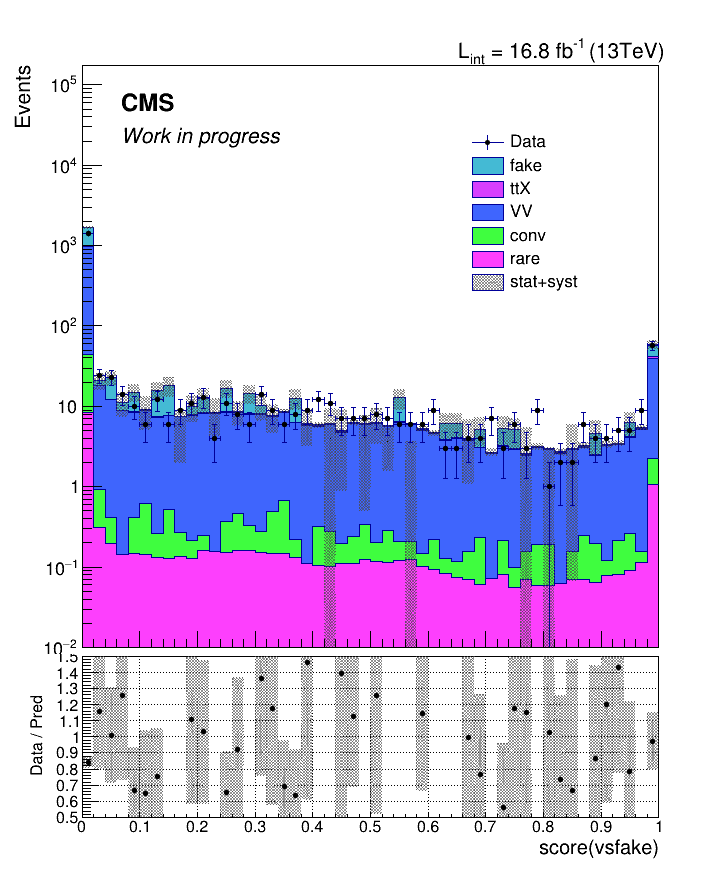 L_int = 16.8 fb^-1 (13TeV)
Events
CMS
Work in progress
Data
fake
ttX
VV
conv
rare
stat+syst
10^5
10^4
10^3
10^2
10
1
10^−1
10^−2
Data / Pred
1.5
1.4
1.3
1.2
1.1
1
0.9
0.8
0.7
0.6
0.5
0 0.1 0.2 0.3 0.4 0.5 0.6 0.7 0.8 0.9 1
score(vsfake)